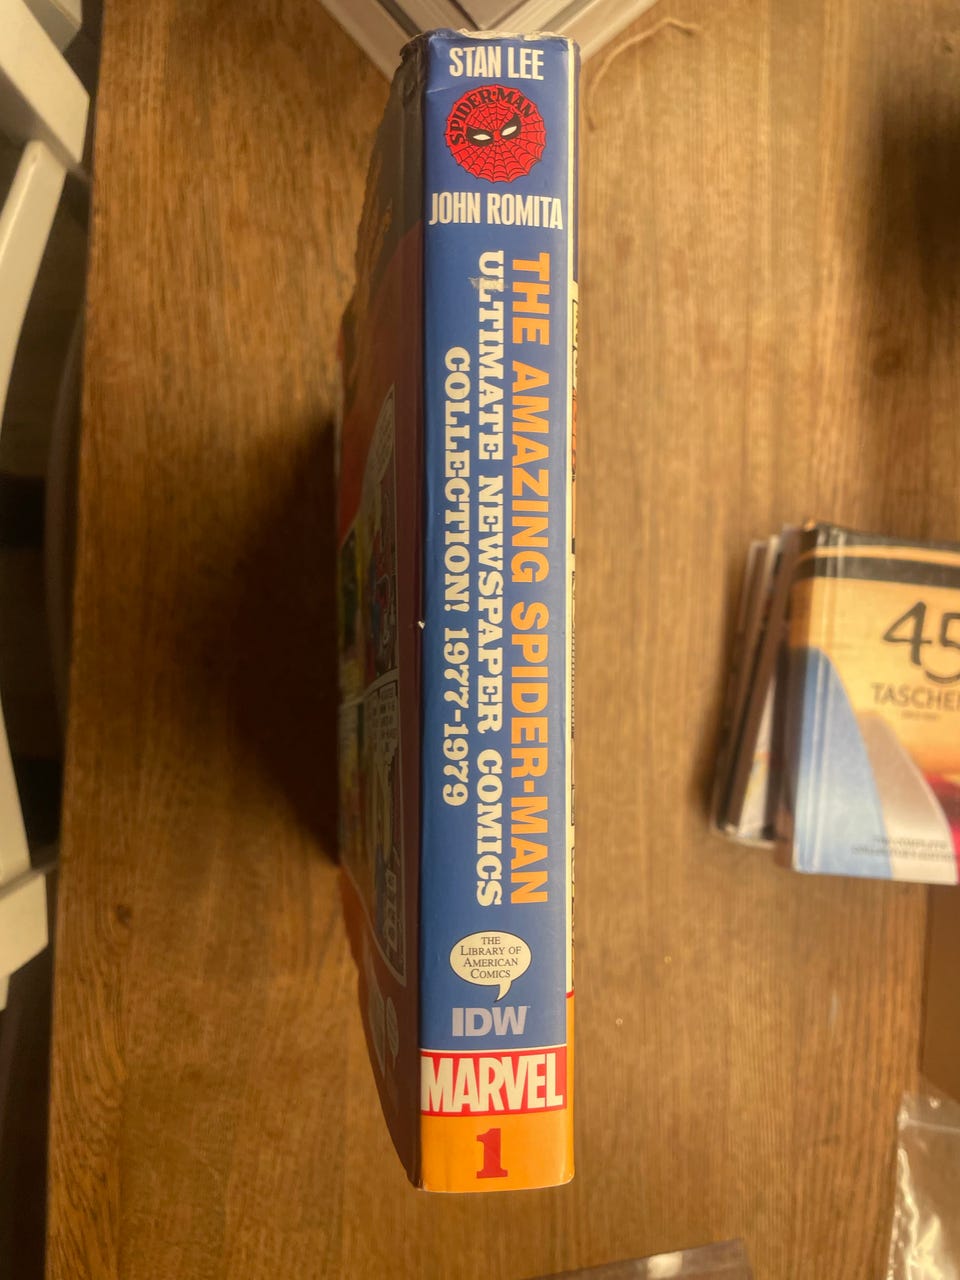 STAN LEE
SPIDER-MAN
JOHN ROMITA
THE AMAZING SPIDER-MAN
ULTIMATE NEWSPAPER COMICS
COLLECTION! 1977-1979
THE
LIBRARY OF
AMERICAN
COMICS
IDW
MARVEL
1
45
TASCHE